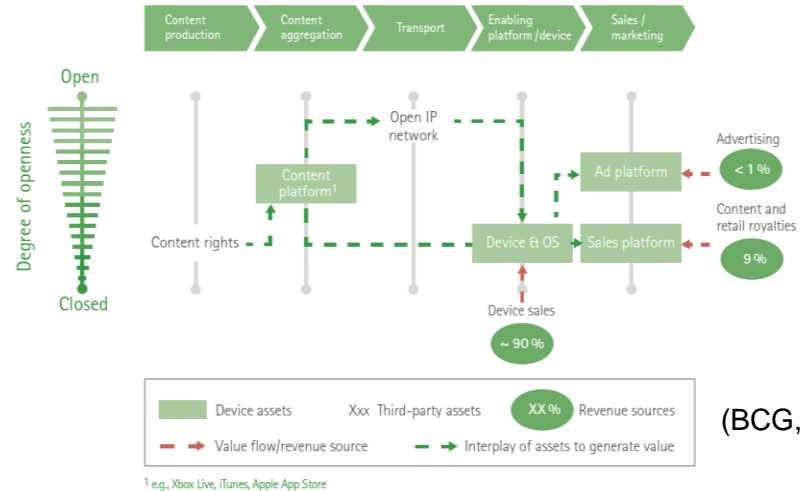 Content production
Content aggregation
Transport
Enabling platform/device
Sales / marketing
Open
Degree of openness
Closed
Open IP network
Content platform¹
Content rights
Device & OS
Ad platform
Sales platform
Advertising
< 1 %
Content and retail royalties
9 %
Device sales
~ 90 %
Device assets
Xxx Third-party assets
XX % Revenue sources
Value flow/revenue source
Interplay of assets to generate value
(BCG,
¹ e.g., Xbox Live, iTunes, Apple App Store